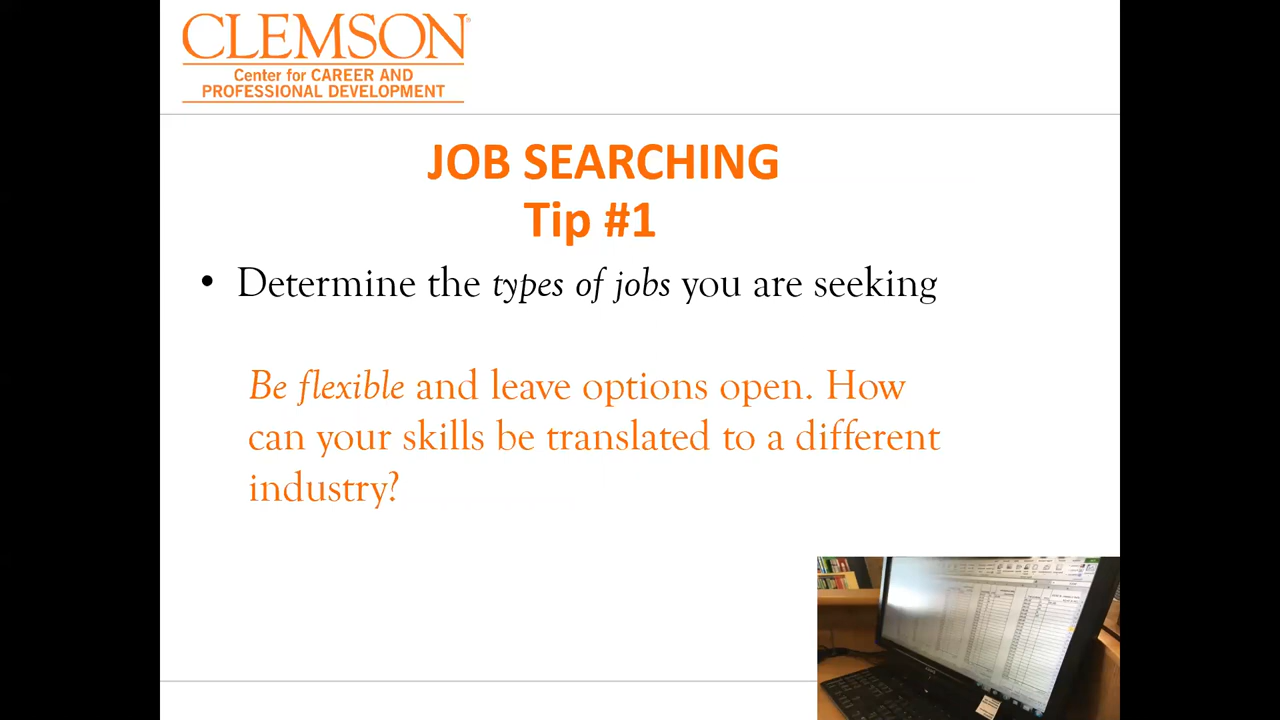 CLEMSON®
Center for CAREER AND
PROFESSIONAL DEVELOPMENT
JOB SEARCHING
Tip #1
• Determine the types of jobs you are seeking
Be flexible and leave options open. How
can your skills be translated to a different
industry?